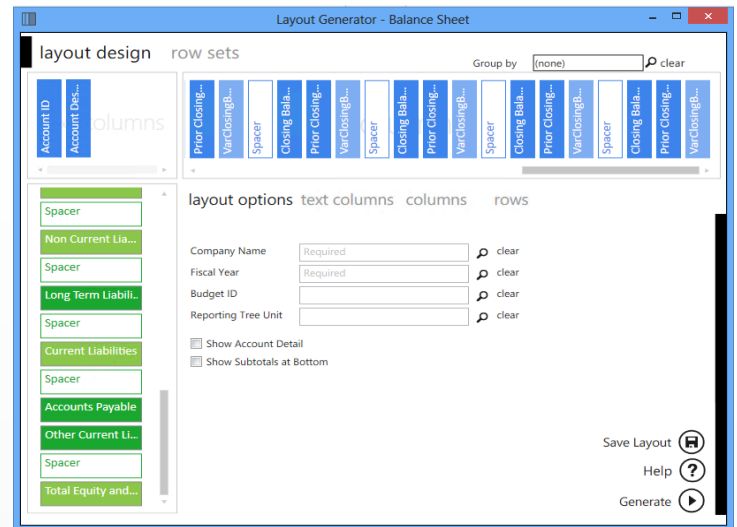 Layout Generator - Balance Sheet
layout design row sets
Group by (none) clear
Account ID
Account Des...
columns
Prior Closing...
VarClosingB...
Spacer
Closing Bala...
Prior Closing...
VarClosingB...
Spacer
Closing Bala...
Prior Closing...
VarClosingB...
Spacer
Closing Bala...
Prior Closing...
VarClosingB...
Spacer
Closing Bala...
Prior Closing...
VarClosingB...
Spacer
Non Current Lia...
Spacer
Long Term Liabili..
Spacer
Current Liabilities
Spacer
Accounts Payable
Other Current Li...
Spacer
Total Equity and...
layout options text columns columns rows
Company Name Required clear
Fiscal Year Required clear
Budget ID clear
Reporting Tree Unit clear
Show Account Detail
Show Subtotals at Bottom
Save Layout
Help ?
Generate